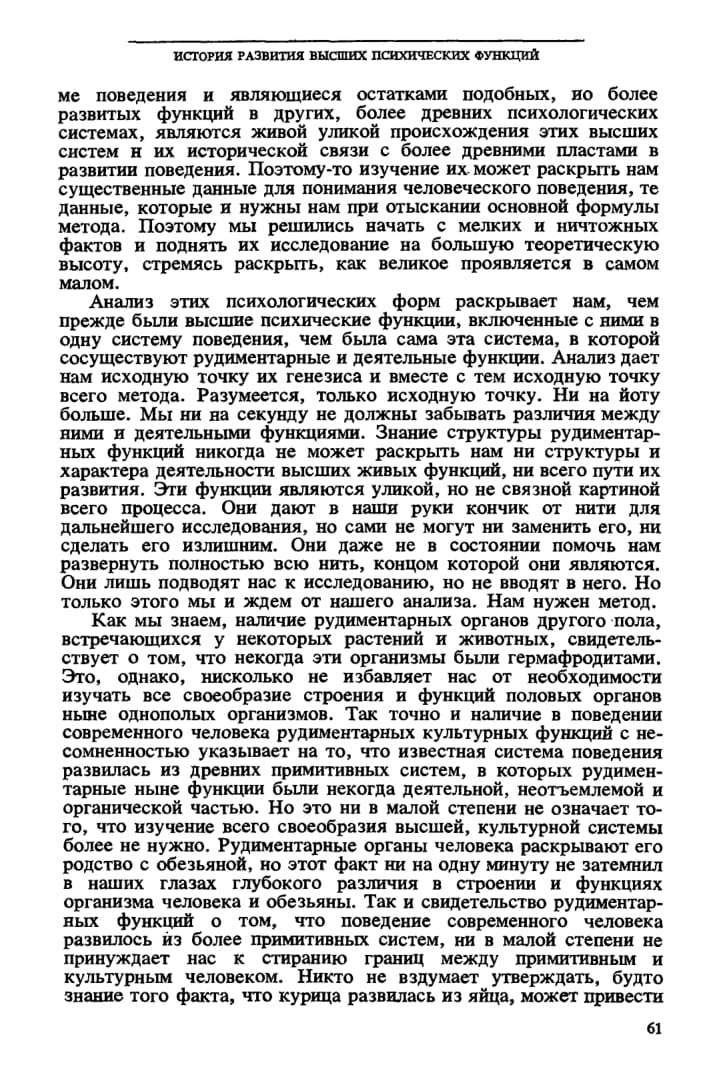 ИСТОРИЯ РАЗВИТИЯ ВЫСШИХ ПСИХИЧЕСКИХ ФУНКЦИЙ
ме поведения и являющиеся остатками подобных, ио более
развитых функций в других, более древних психологических
системах, являются живой уликой происхождения этих высших
систем н их исторической связи с более древними пластами в
развитии поведения. Поэтому-то изучение их может раскрыть нам
существенные данные для понимания человеческого поведения, те
данные, которые и нужны нам при отыскании основной формулы
метода. Поэтому мы решились начать с мелких и ничтожных
фактов и поднять их исследование на большую теоретическую
высоту, стремясь раскрыть, как великое проявляется в самом
малом.
Анализ этих психологических форм раскрывает нам, чем
прежде были высшие психические функции, включенные с ними в
одну систему поведения, чем была сама эта система, в которой
сосуществуют рудиментарные и деятельные функции. Анализ дает
нам исходную точку их генезиса и вместе с тем исходную точку
всего метода. Разумеется, только исходную точку. Ни на йоту
больше. Мы ни на секунду не должны забывать различия между
ними и деятельными функциями. Знание структуры рудиментар-
ных функций никогда не может раскрыть нам ни структуры и
характера деятельности высших живых функций, ни всего пути их
развития. Эти функции являются уликой, но не связной картиной
всего процесса. Они дают в наши руки кончик от нити для
дальнейшего исследования, но сами не могут ни заменить его, ни
сделать его излишним. Они даже не в состоянии помочь нам
развернуть полностью всю нить, концом которой они являются.
Они лишь подводят нас к исследованию, но не вводят в него. Но
только этого мы и ждем от нашего анализа. Нам нужен метод.
Как мы знаем, наличие рудиментарных органов другого пола,
встречающихся у некоторых растений и животных, свидетель-
ствует о том, что некогда эти организмы были гермафродитами.
Это, однако, нисколько не избавляет нас от необходимости
изучать все своеобразие строения и функций половых органов
ныне однополых организмов. Так точно и наличие в поведении
современного человека рудиментарных культурных функций с не-
сомненностью указывает на то, что известная система поведения
развилась из древних примитивных систем, в которых рудимен-
тарные ныне функции были некогда деятельной, неотъемлемой и
органической частью. Но это ни в малой степени не означает то-
го, что изучение всего своеобразия высшей, культурной системы
более не нужно. Рудиментарные органы человека раскрывают его
родство с обезьяной, но этот факт ни на одну минуту не затемнил
в наших глазах глубокого различия в строении и функциях
организма человека и обезьяны. Так и свидетельство рудиментар-
ных функций о том, что поведение современного человека
развилось из более примитивных систем, ни в малой степени не
принуждает нас к стиранию границ между примитивным и
культурным человеком. Никто не вздумает утверждать, будто
знание того факта, что курица развилась из яйца, может привести
61